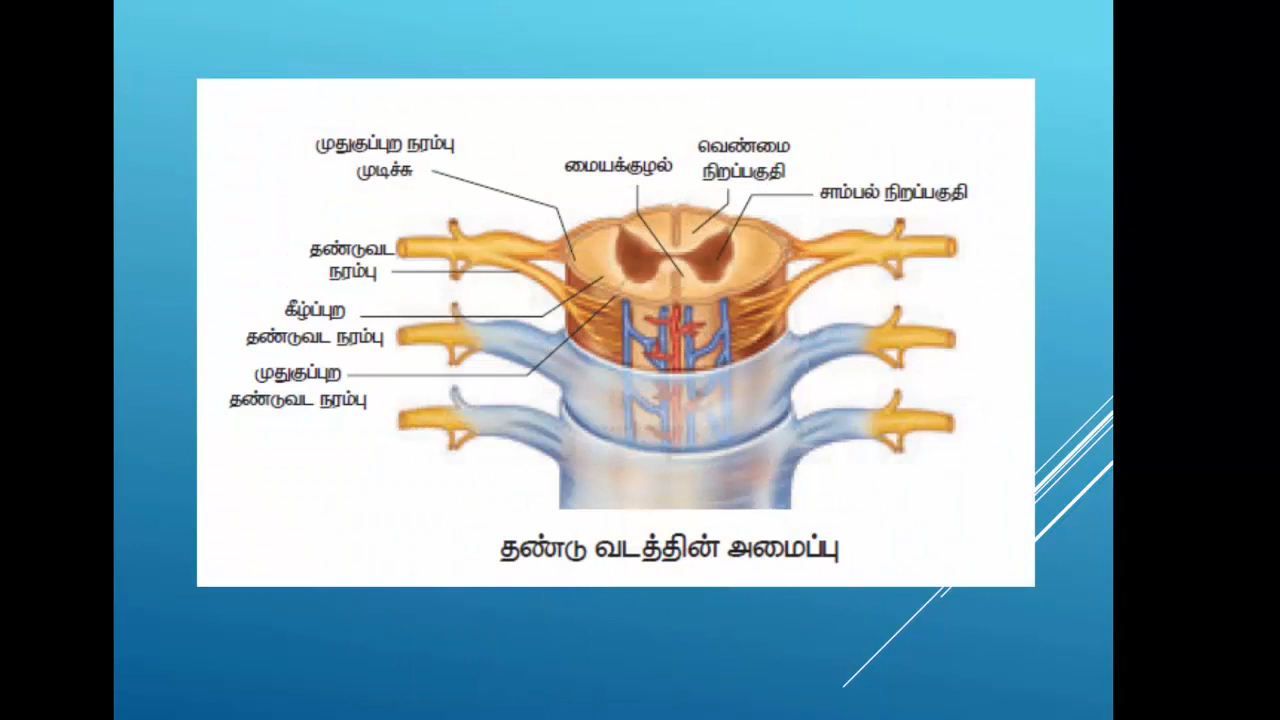 முதுகுப்புற நரம்பு
முடிச்சு
மையக்குழல்
வெண்மை
நிறப்பகுதி
சாம்பல் நிறப்பகுதி
தண்டுவட
நரம்பு
கீழ்ப்புற
தண்டுவட நரம்பு
முதுகுப்புற
தண்டுவட நரம்பு
தண்டு வடத்தின் அமைப்பு